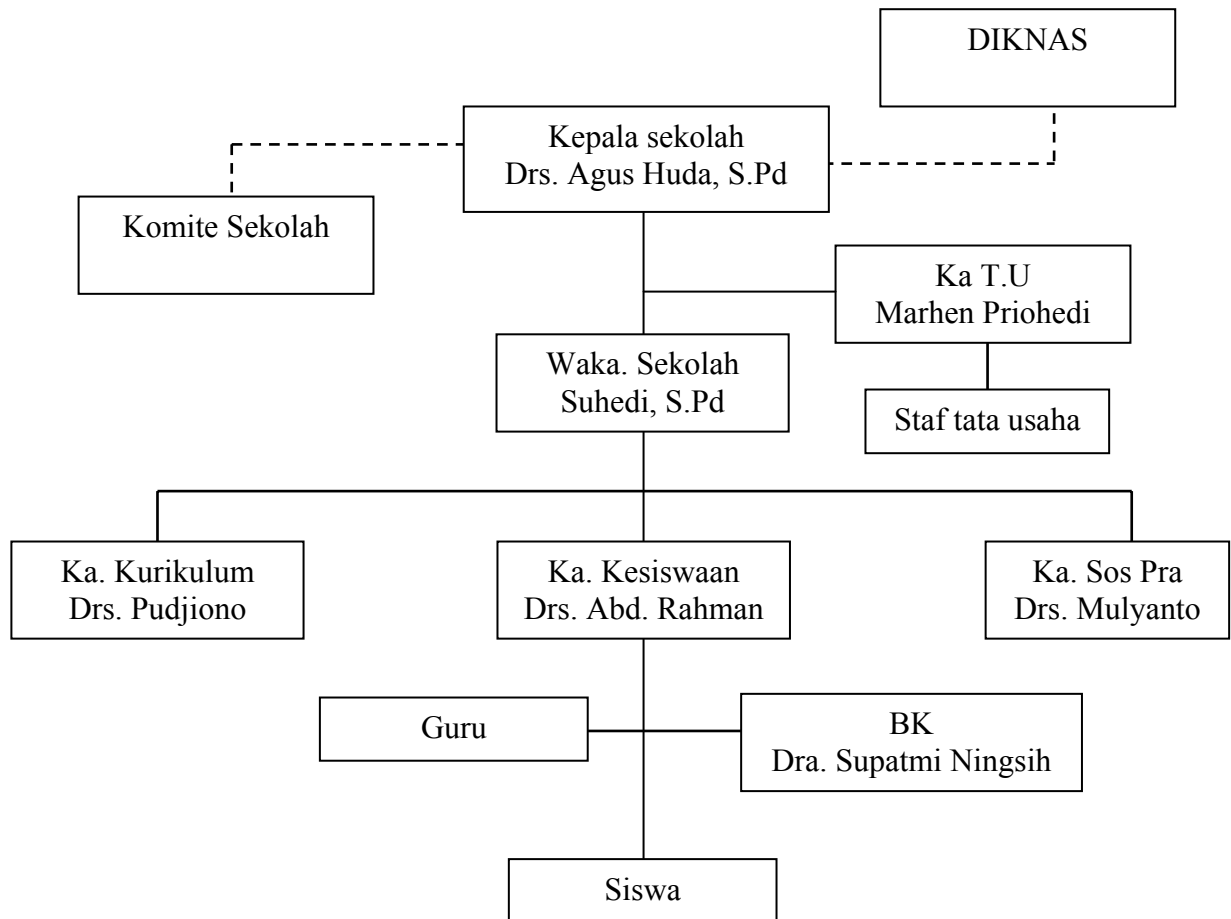 DIKNAS
Kepala sekolah
Drs. Agus Huda, S.Pd
Komite Sekolah
Ka T.U
Marhen Priohedi
Waka. Sekolah
Suhedi, S.Pd
Staf tata usaha
Ka. Kurikulum
Drs. Pudjiono
Ka. Kesiswaan
Drs. Abd. Rahman
Ka. Sos Pra
Drs. Mulyanto
Guru
BK
Dra. Supatmi Ningsih
Siswa